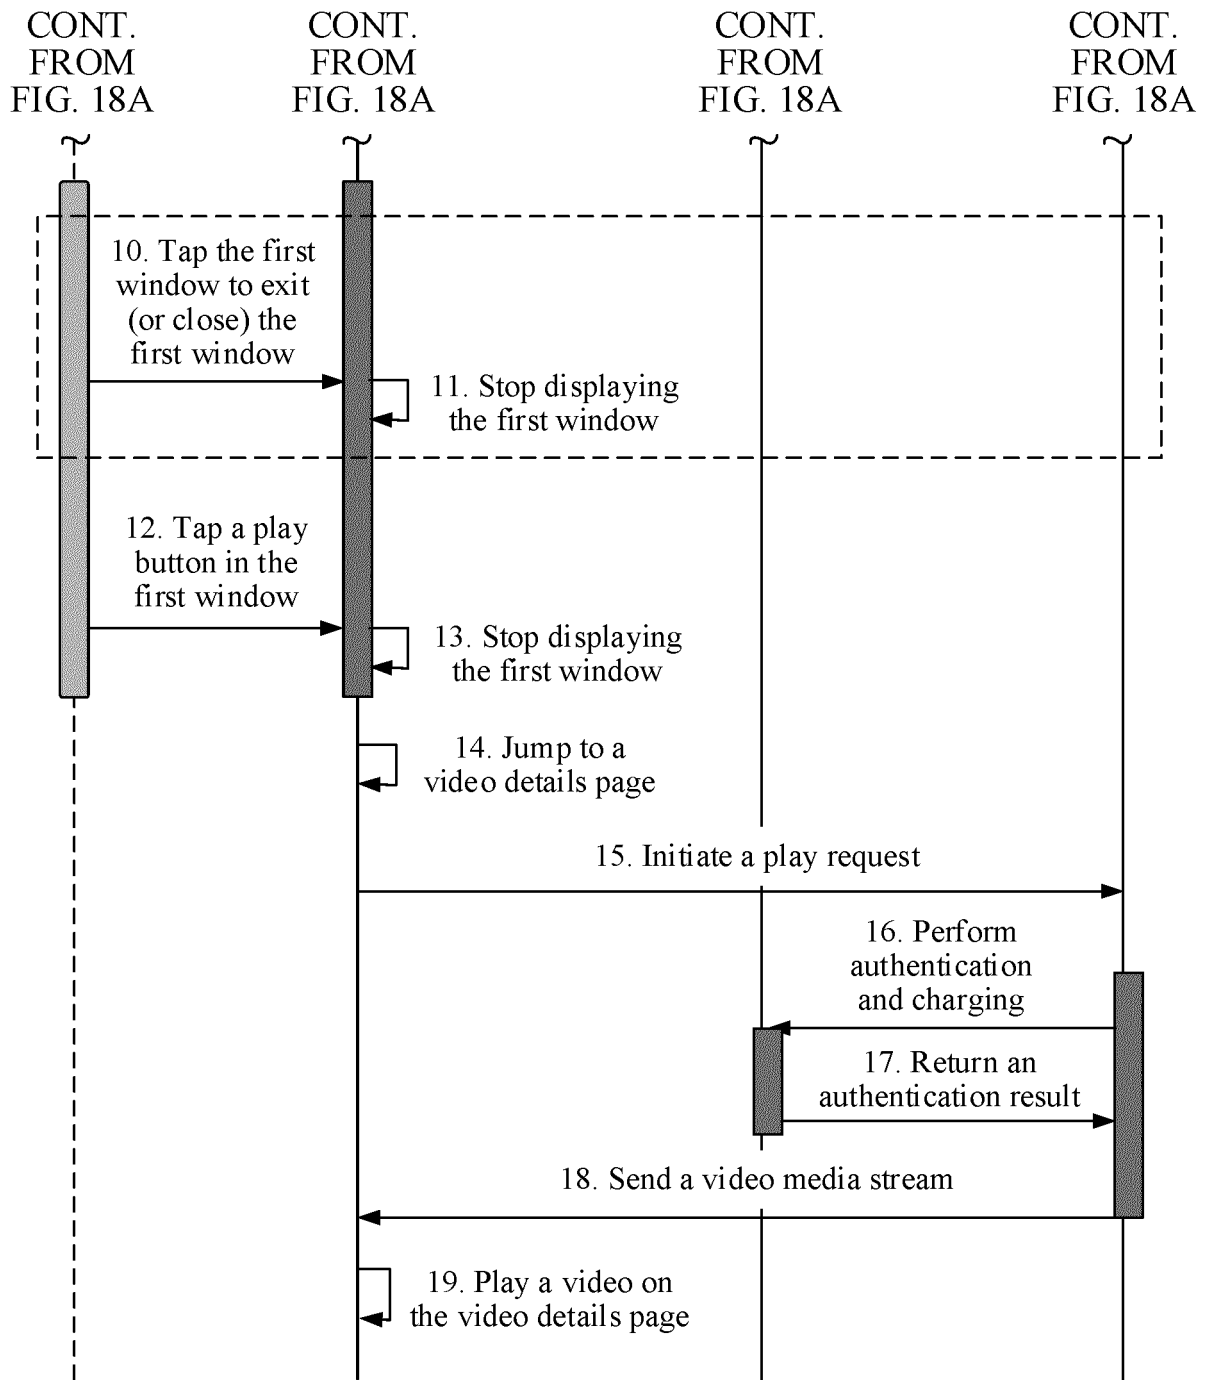 CONT.
FROM
FIG. 18A
CONT.
FROM
FIG. 18A
CONT.
FROM
FIG. 18A
CONT.
FROM
FIG. 18A
10. Tap the first
window to exit
(or close) the
first window
11. Stop displaying
the first window
12. Tap a play
button in the
first window
13. Stop displaying
the first window
14. Jump to a
video details page
15. Initiate a play request
16. Perform
authentication
and charging
17. Return an
authentication result
18. Send a video media stream
19. Play a video on
the video details page